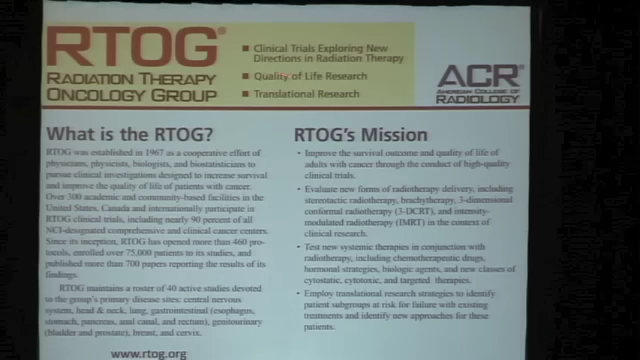 RTOG®
RADIATION THERAPY
ONCOLOGY GROUP
■ Clinical Trials Exploring New
Directions in Radiation Therapy
■ Quality of Life Research
■ Translational Research
ACR®
AMERICAN COLLEGE OF
RADIOLOGY
What is the RTOG?
RTOG was established in 1967 as a cooperative effort of
physicians, physicists, biologists, and biostatisticians to
pursue clinical investigations designed to increase survival
and improve the quality of life of patients with cancer.
Over 300 academic and community-based facilities in the
United States, Canada and internationally participate in
RTOG clinical trials, including nearly 90 percent of all
NCI-designated comprehensive and clinical cancer centers.
Since its inception, RTOG has opened more than 460 pro-
tocols, enrolled over 75,000 patients to its studies, and
published more than 700 papers reporting the results of its
findings.
RTOG maintains a roster of 40 active studies
devoted to the group's primary disease sites: central nervous
system, head & neck, lung, gastrointestinal (esophagus,
stomach, pancreas, anal canal, and rectum), genitourinary
(bladder and prostate), breast, and cervix.
www.rtog.org
RTOG's Mission
• Improve the survival outcome and quality of life of
adults with cancer through the conduct of high-quality
clinical trials.
• Evaluate new forms of radiotherapy delivery, including
stereotactic radiotherapy, brachytherapy, 3-dimensional
conformal radiotherapy (3-DCRT), and intensity-
modulated radiotherapy (IMRT) in the context of
clinical research.
• Test new systemic therapies in conjunction with
radiotherapy, including chemotherapeutic drugs,
hormonal strategies, biologic agents, and new classes of
cytostatic, cytotoxic, and targeted therapies.
• Employ translational research strategies to identify
patient subgroups at risk for failure with existing
treatments and identify new approaches for these
patients.